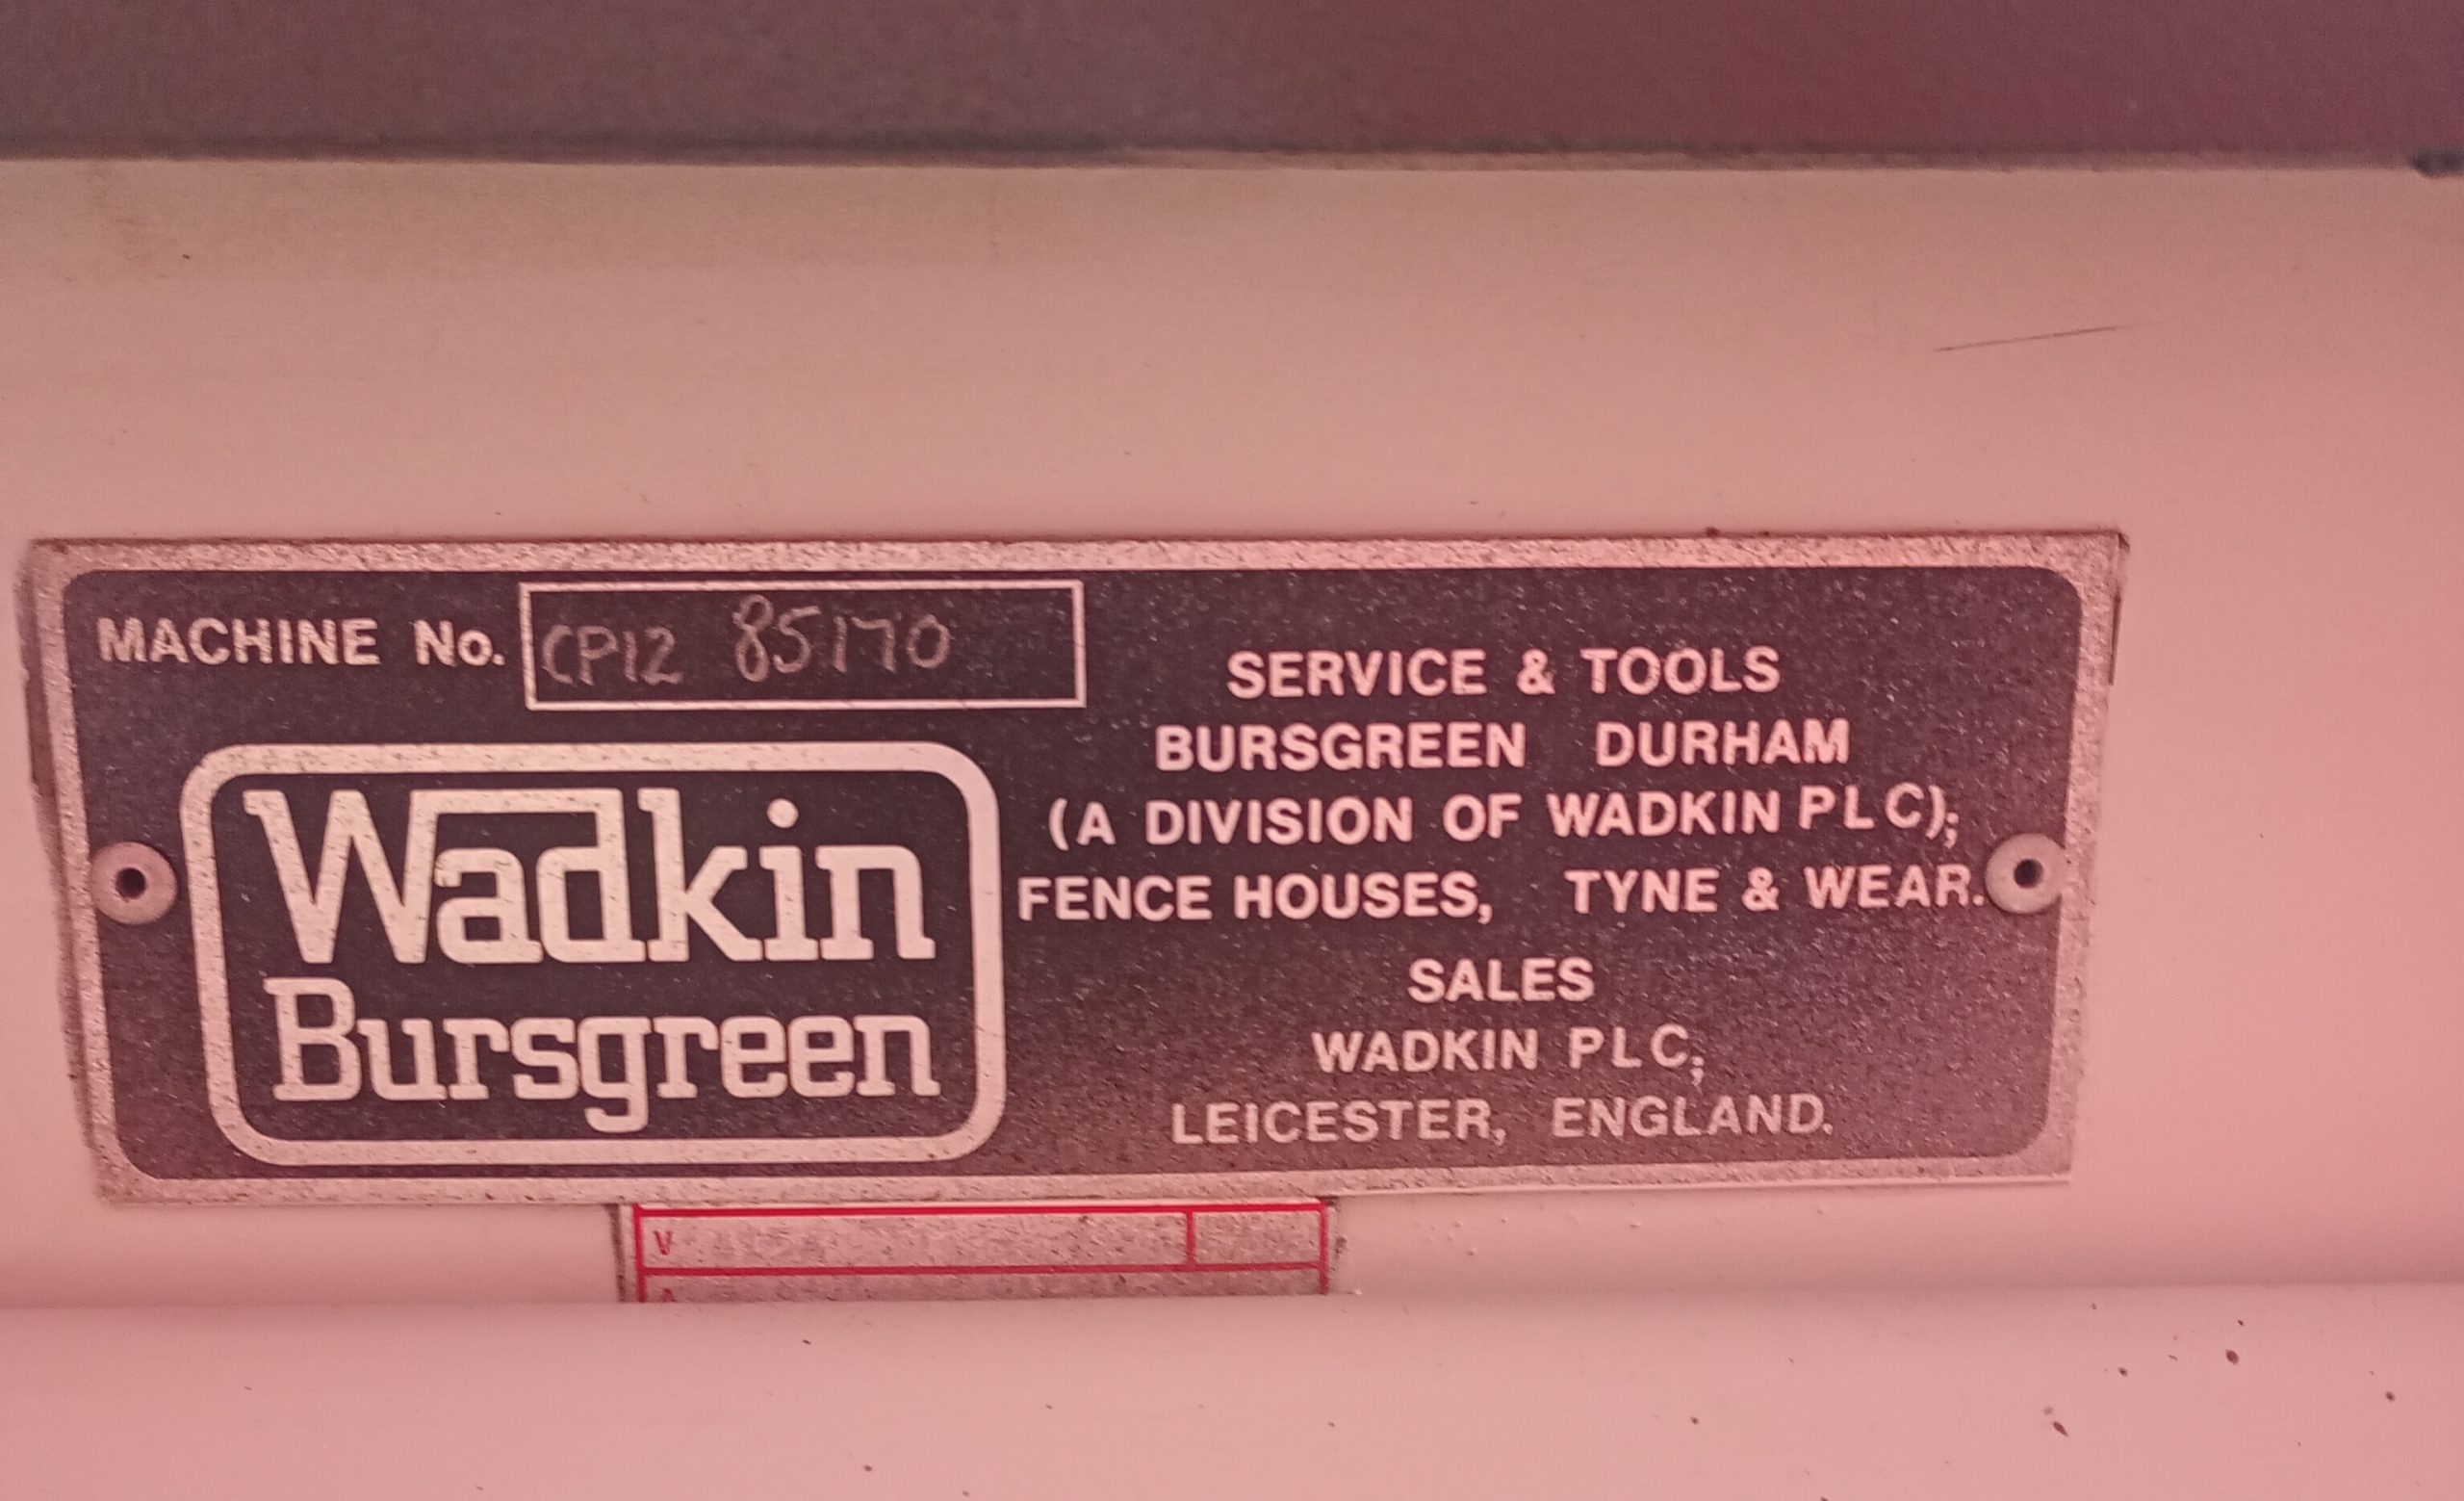 MACHINE No. CP12 85170
Wadkin
Bursgreen
SERVICE & TOOLS
BURSGREEN DURHAM
(A DIVISION OF WADKIN PLC);
FENCE HOUSES, TYNE & WEAR.
SALES
WADKIN PLC;
LEICESTER, ENGLAND.
V